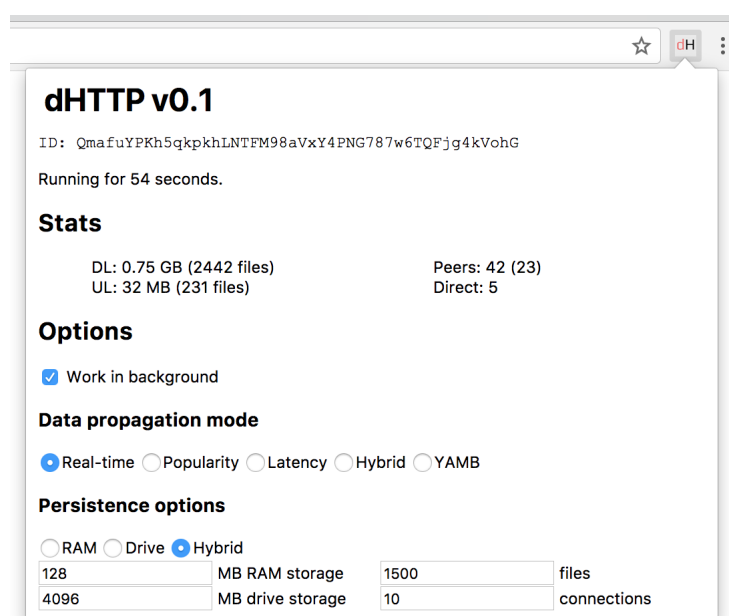 dH
dHTTP v0.1
ID: QmafuYPKh5qkpkhLNTFM98aVxY4PNG787w6TQFjg4kVohG
Running for 54 seconds.
Stats
DL: 0.75 GB (2442 files) Peers: 42 (23)
UL: 32 MB (231 files) Direct: 5
Options
Work in background
Data propagation mode
Real-time Popularity Latency Hybrid YAMB
Persistence options
RAM Drive Hybrid
128 MB RAM storage 1500 files
4096 MB drive storage 10 connections